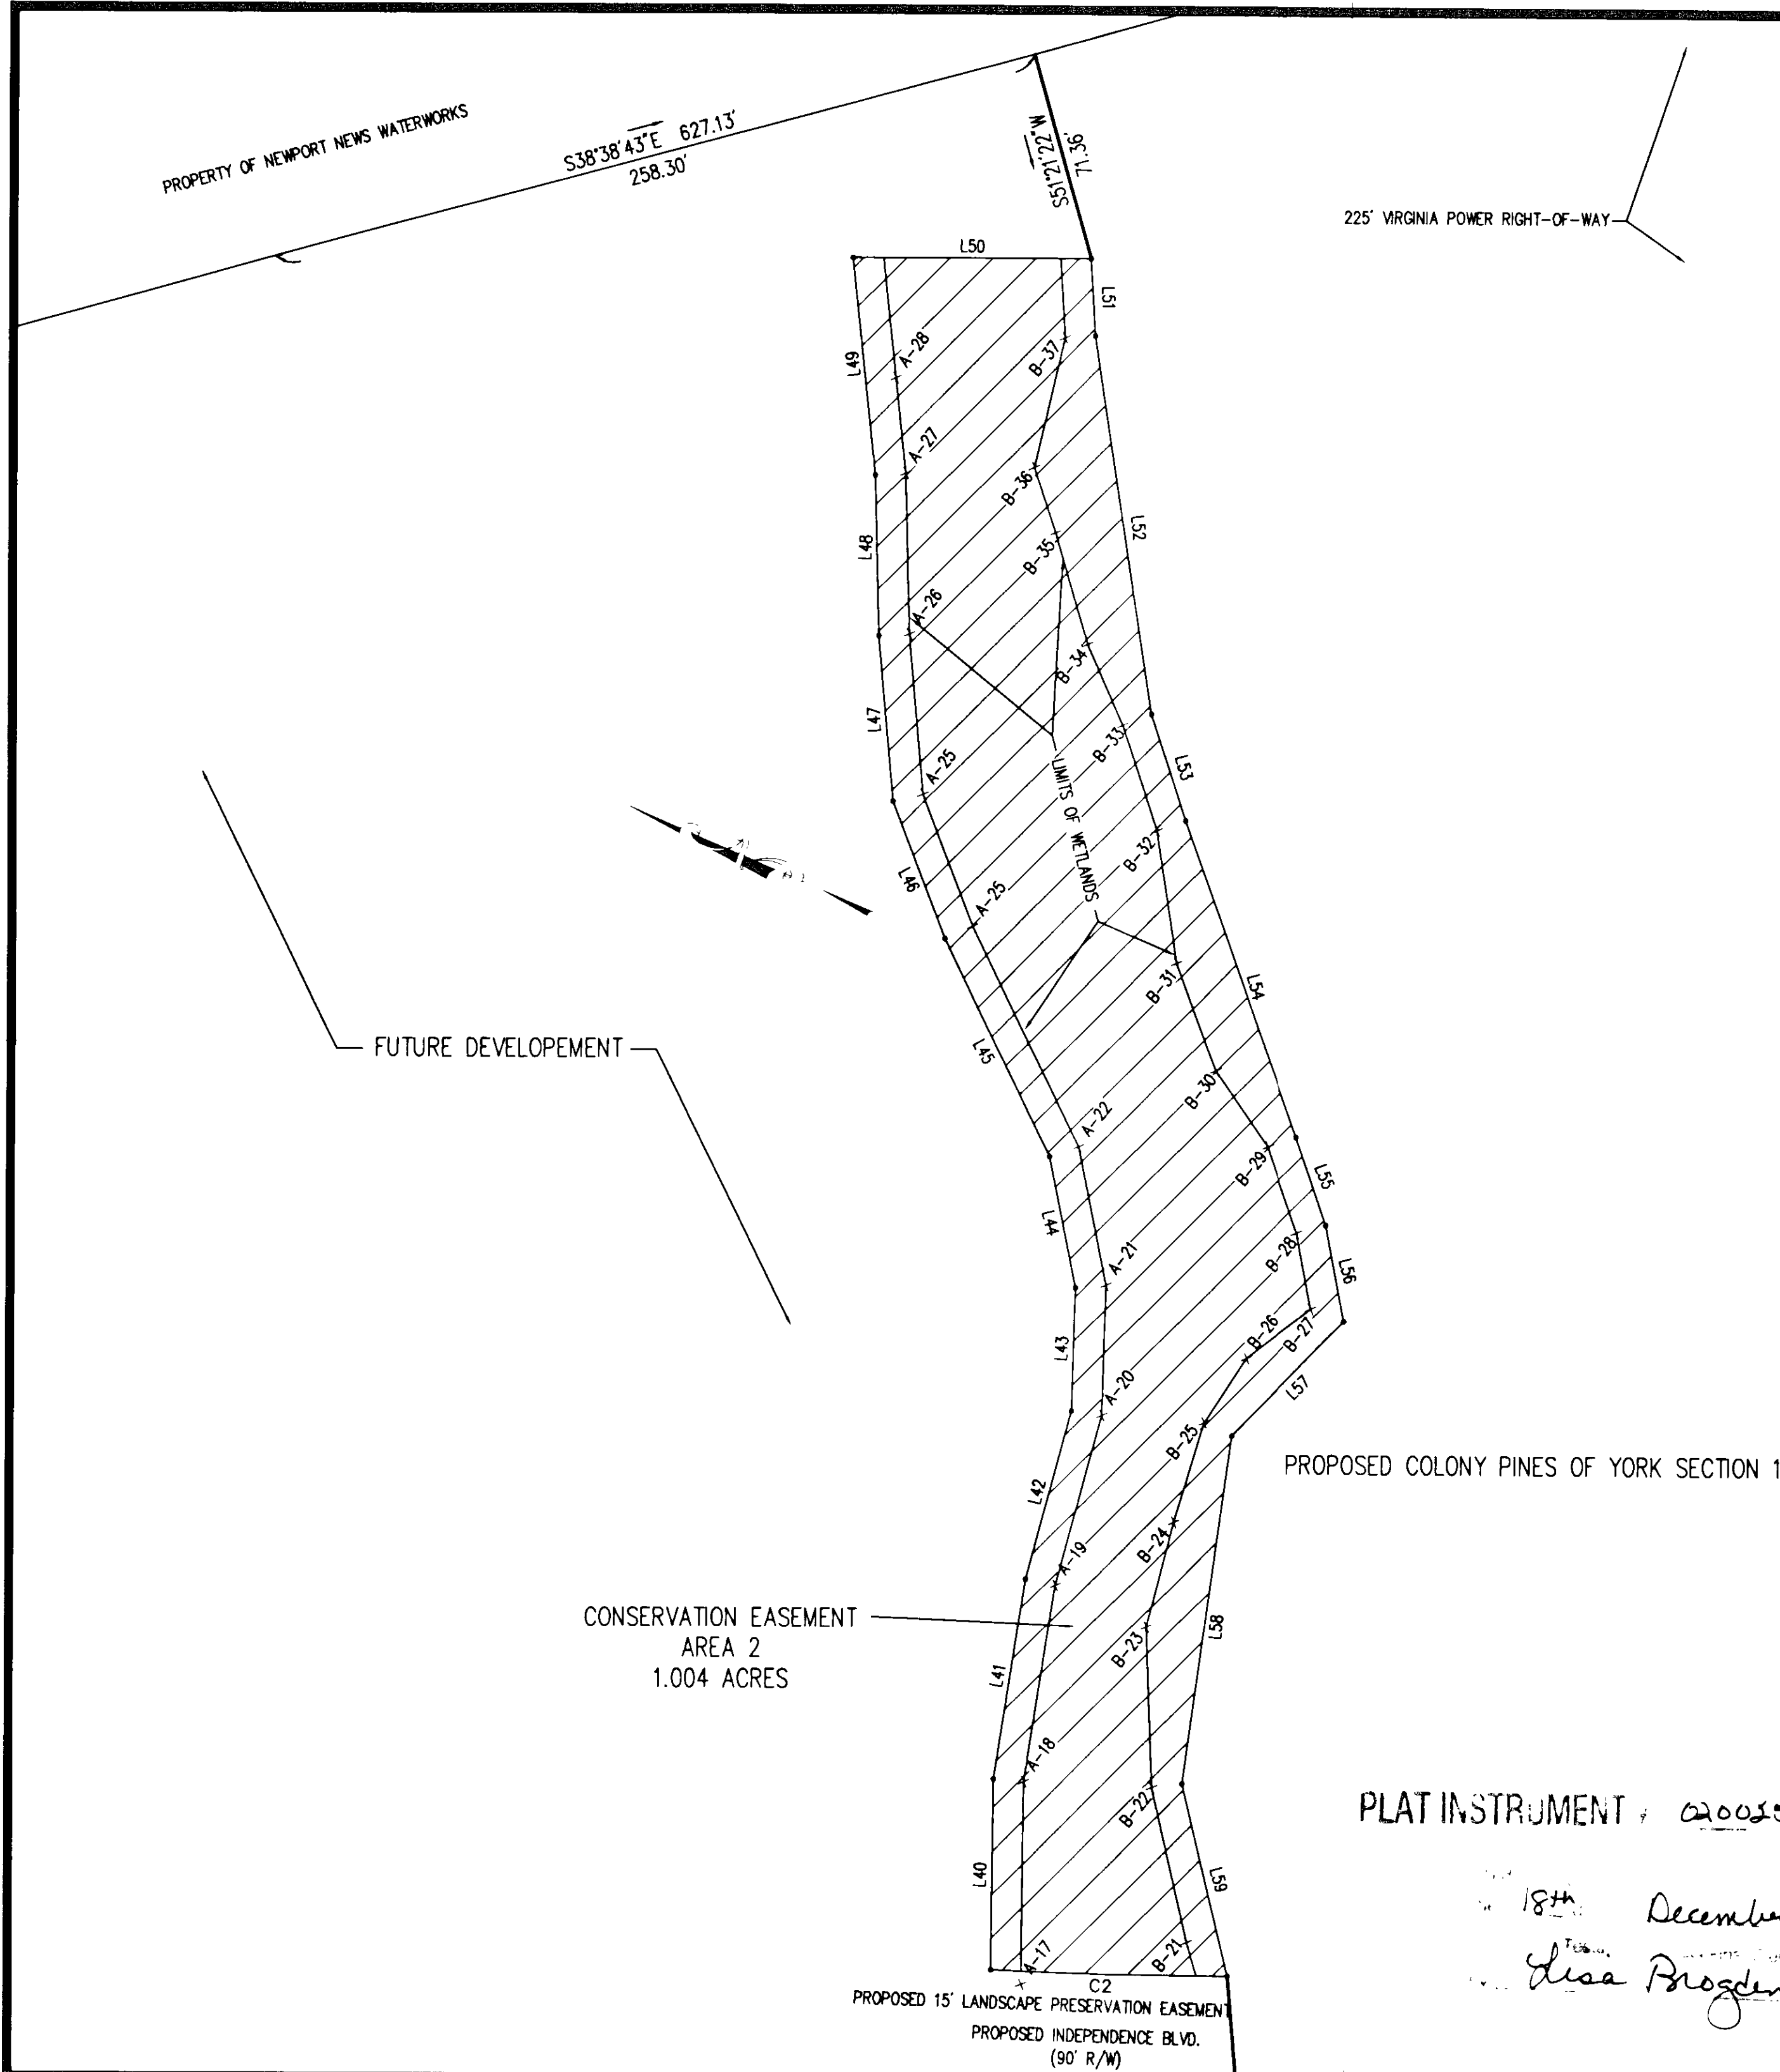 PROPERTY OF NEWPORT NEWS WATERWORKS
S38°38'43"E 627.13'
258.30'
S51°21'22"W
71.36'
225' VIRGINIA POWER RIGHT-OF-WAY
L50
L51
L49
A-28
B-37
A-27
B-36
L52
L48
B-35
A-26
B-34
L47
B-33
L53
A-25
LIMITS OF WETLANDS
B-32
L46
A-25
B-31
L54
FUTURE DEVELOPEMENT
L45
B-30
A-22
B-29
L55
L44
A-21
B-28
L56
B-26
B-27
L43
L57
A-20
B-25
PROPOSED COLONY PINES OF YORK SECTION 1
L42
B-24
A-19
CONSERVATION EASEMENT
AREA 2
1.004 ACRES
B-23
L58
L41
A-18
B-22
PLAT INSTRUMENT
L40
L59
18th December
Lisa Brogden
A-17
B-21
C2
PROPOSED 15' LANDSCAPE PRESERVATION EASEMENT
PROPOSED INDEPENDENCE BLVD.
(90' R/W)